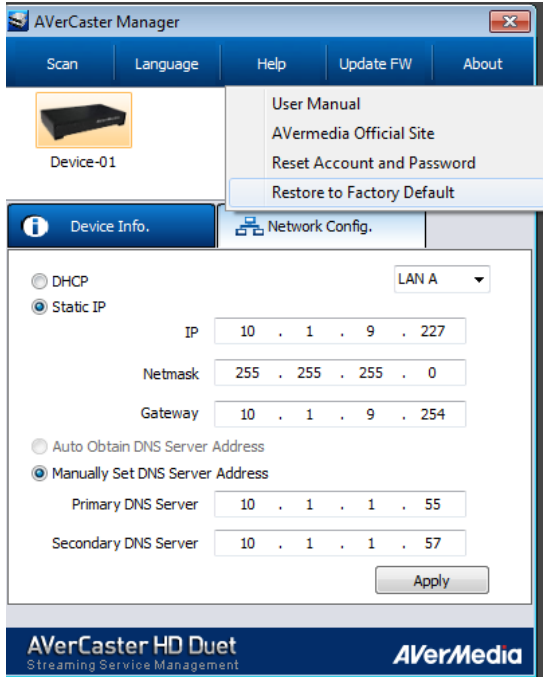 AVerCaster Manager
Scan Language Help Update FW About
User Manual
AVermedia Official Site
Reset Account and Password
Restore to Factory Default
Device-01
Device Info. Network Config.
DHCP LAN A
Static IP
IP 10 . 1 . 9 . 227
Netmask 255 . 255 . 255 . 0
Gateway 10 . 1 . 9 . 254
Auto Obtain DNS Server Address
Manually Set DNS Server Address
Primary DNS Server 10 . 1 . 1 . 55
Secondary DNS Server 10 . 1 . 1 . 57
Apply
AVerCaster HD Duet
Streaming Service Management
AVerMedia